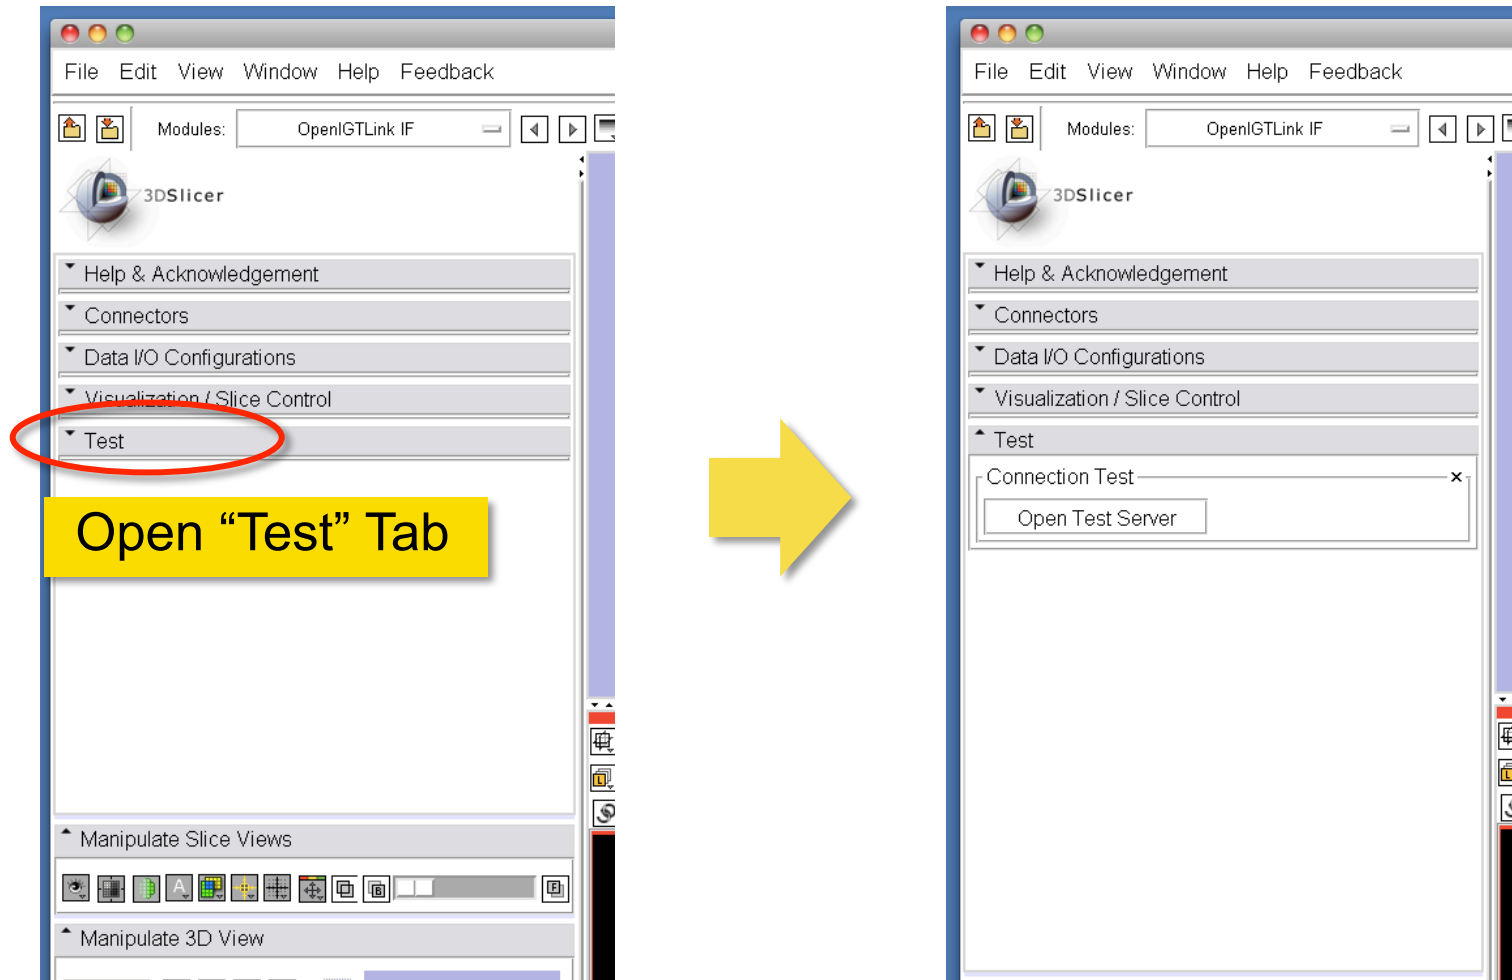 File Edit View Window Help Feedback
Modules: OpenIGTLink IF
3DSlicer
Help & Acknowledgement
Connectors
Data I/O Configurations
Visualization / Slice Control
Test
Open “Test” Tab
Manipulate Slice Views
A
B
F
L
Manipulate 3D View
File Edit View Window Help Feedback
Modules: OpenIGTLink IF
3DSlicer
Help & Acknowledgement
Connectors
Data I/O Configurations
Visualization / Slice Control
Test
Connection Test
Open Test Server
L